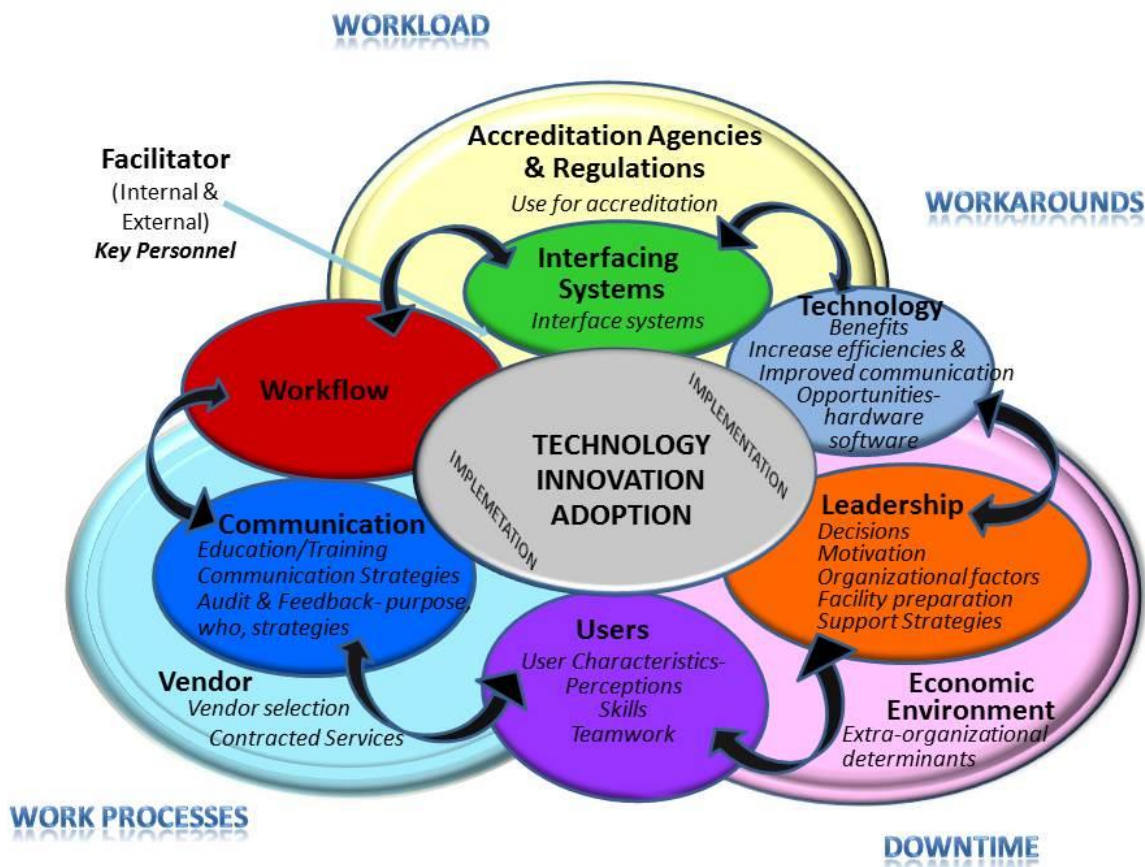 WORKLOAD
Accreditation Agencies
& Regulations
Use for accreditation
Facilitator
(Internal &
External)
Key Personnel
WORKAROUNDS
Interfacing
Systems
Interface systems
Technology
Benefits
Increase efficiencies &
Improved communication
Opportunities-
hardware
software
Workflow
IMPLEMENTATION
TECHNOLOGY
INNOVATION
ADOPTION
IMPLEMETATION
Communication
Education/Training
Communication Strategies
Audit & Feedback- purpose,
who, strategies
Leadership
Decisions
Motivation
Organizational factors
Facility preparation
Support Strategies
Users
User Characteristics-
Perceptions
Skills
Teamwork
Vendor
Vendor selection
Contracted Services
Economic
Environment
Extra-organizational
determinants
WORK PROCESSES
DOWNTIME